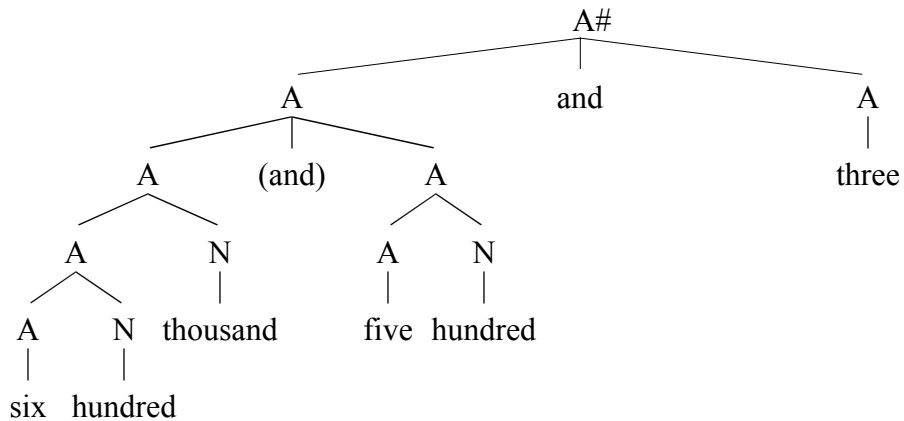 A#
A and A
A (and) A three
A N A N
A N thousand five hundred
six hundred